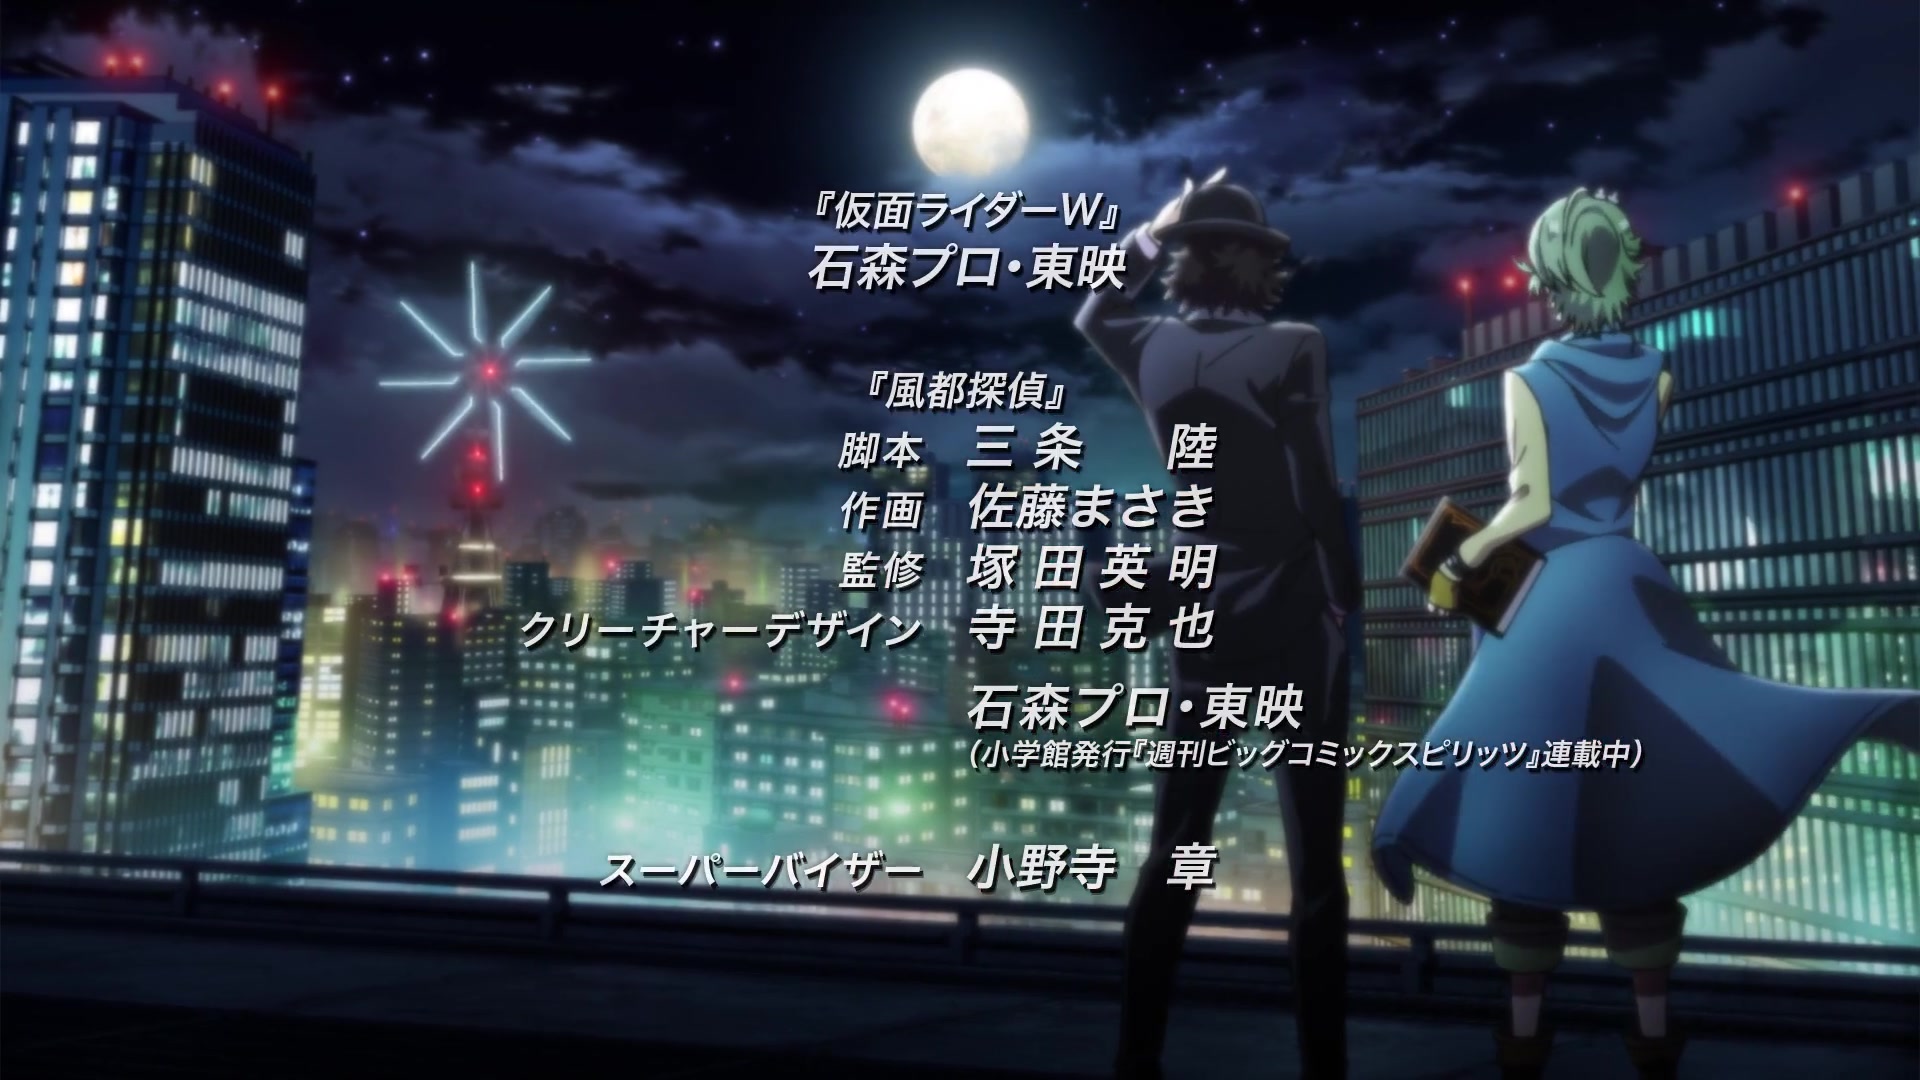 『仮面ライダーW』
石森プロ・東映
『風都探偵』
脚本 三条 陸
作画 佐藤まさき
監修 塚田英明
クリーチャーデザイン 寺田克也
石森プロ・東映
(小学館発行『週刊ビッグコミックスピリッツ』連載中)
スーパーバイザー 小野寺 章